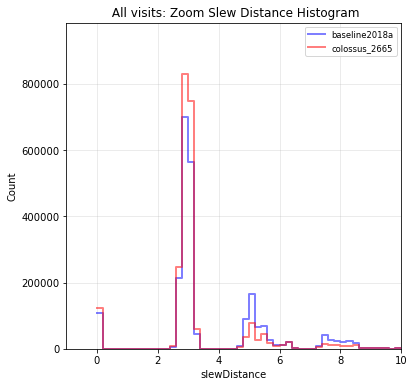 All visits: Zoom Slew Distance Histogram
baseline2018a
colossus_2665
800000
600000
400000
200000
0
Count
0 2 4 6 8 10
slewDistance